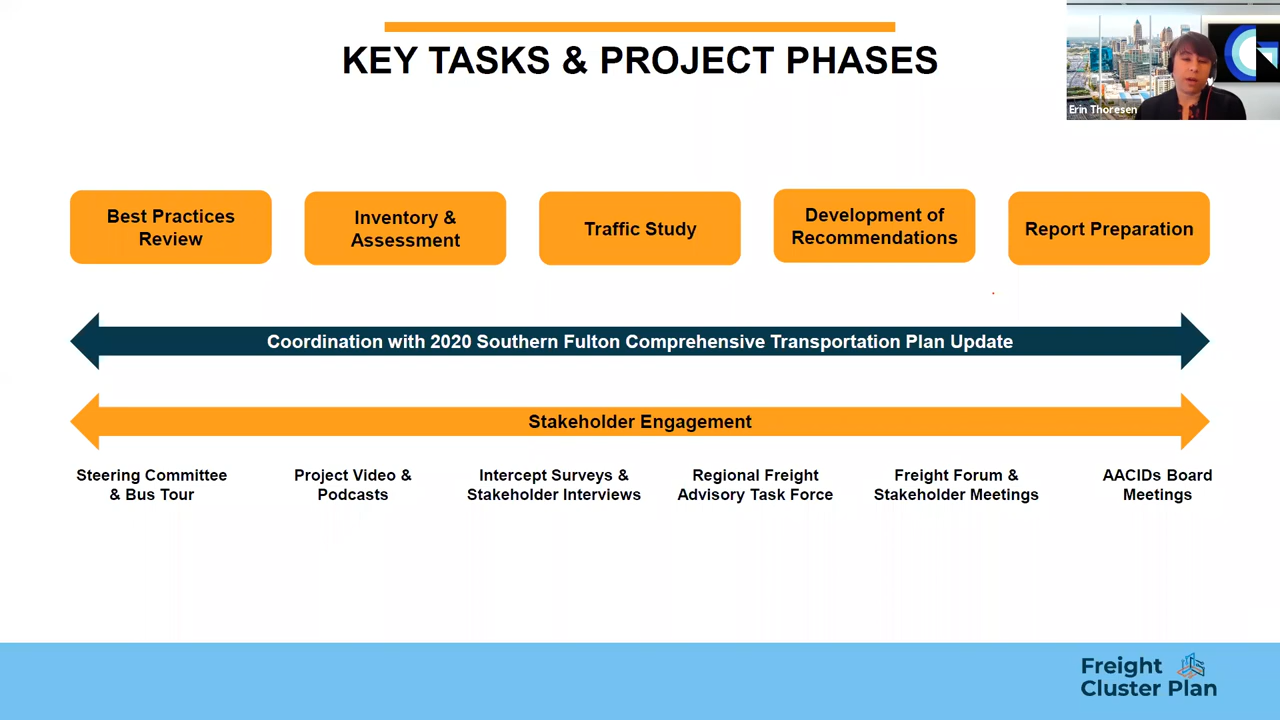 KEY TASKS & PROJECT PHASES
Erin Thoresen
Best Practices
Review
Inventory &
Assessment
Traffic Study
Development of
Recommendations
Report Preparation
Coordination with 2020 Southern Fulton Comprehensive Transportation Plan Update
Stakeholder Engagement
Steering Committee
& Bus Tour
Project Video &
Podcasts
Intercept Surveys &
Stakeholder Interviews
Regional Freight
Advisory Task Force
Freight Forum &
Stakeholder Meetings
AACIDs Board
Meetings
Freight
Cluster Plan